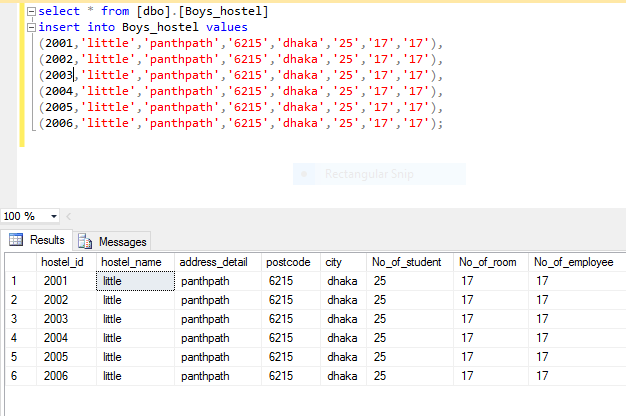 select * from [dbo].[Boys_hostel]
insert into Boys_hostel values
(2001,'little','panthpath','6215','dhaka','25','17','17'),
(2002,'little','panthpath','6215','dhaka','25','17','17'),
(2003,'little','panthpath','6215','dhaka','25','17','17'),
(2004,'little','panthpath','6215','dhaka','25','17','17'),
(2005,'little','panthpath','6215','dhaka','25','17','17'),
(2006,'little','panthpath','6215','dhaka','25','17','17');
Rectangular Snip
100 %
Results Messages
hostel_id hostel_name address_detail postcode city No_of_student No_of_room No_of_employee
1 2001 little panthpath 6215 dhaka 25 17 17
2 2002 little panthpath 6215 dhaka 25 17 17
3 2003 little panthpath 6215 dhaka 25 17 17
4 2004 little panthpath 6215 dhaka 25 17 17
5 2005 little panthpath 6215 dhaka 25 17 17
6 2006 little panthpath 6215 dhaka 25 17 17